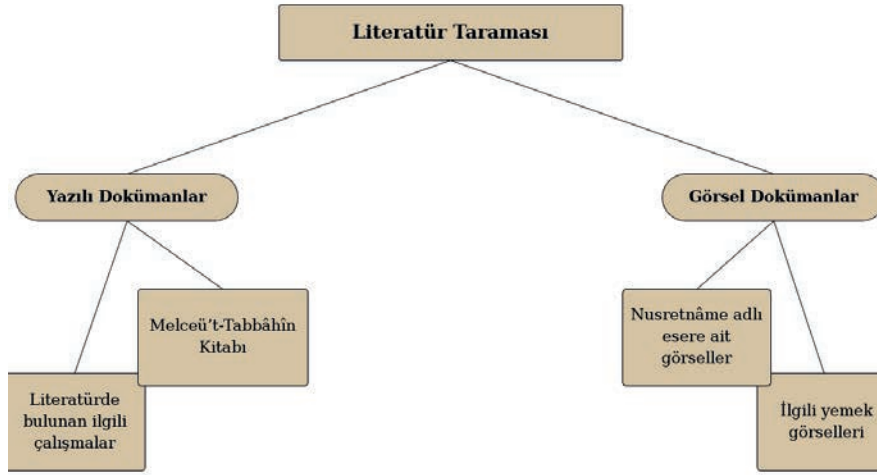 Literatür Taraması
Yazılı Dokümanlar
Görsel Dokümanlar
Melceü’t-Tabbâhîn
Kitabı
Nusretnâme adlı
esere ait
görseller
Literatürde
bulunan ilgili
çalışmalar
İlgili yemek
görselleri